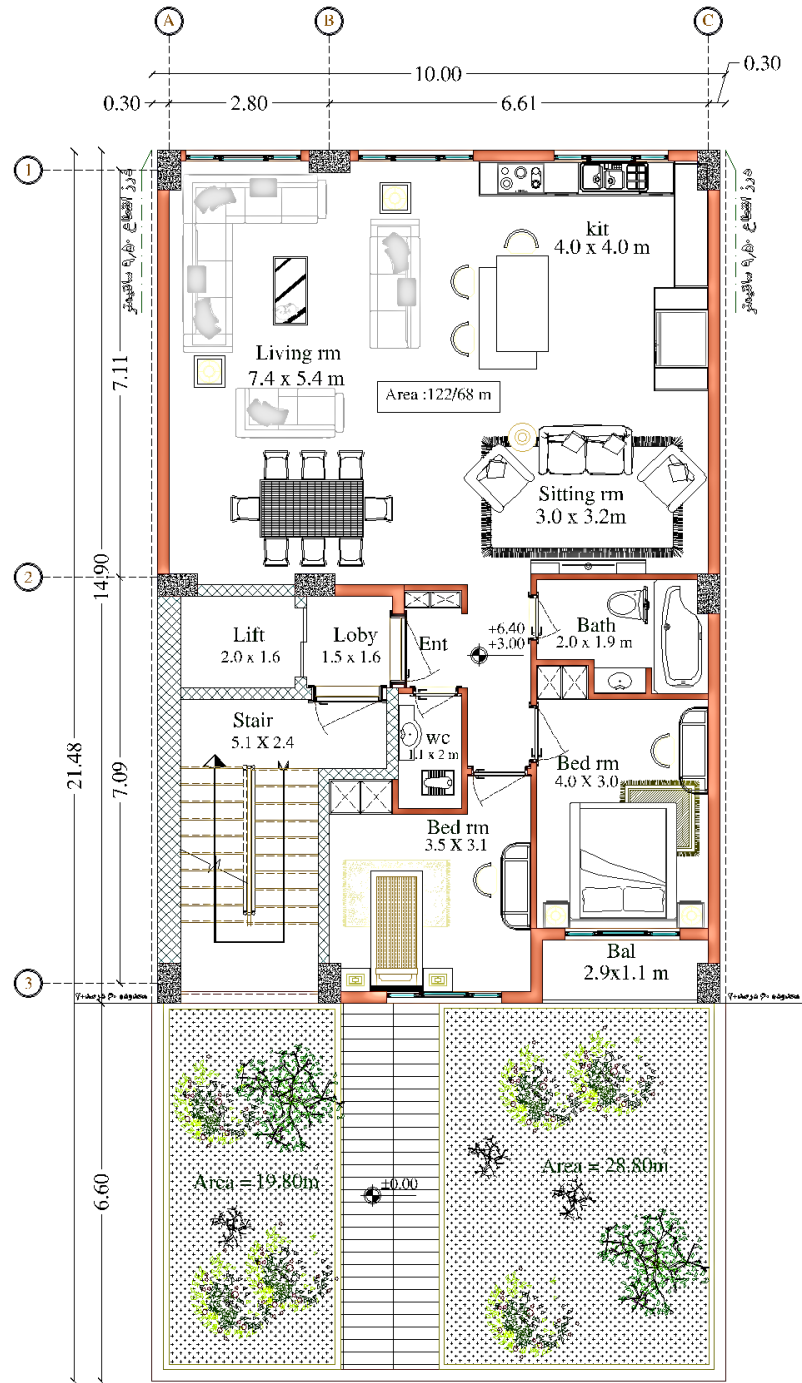 A
B
C
10.00
0.30
0.30
2.80
6.61
1
kit
4.0 x 4.0 m
Living rm
7.4 x 5.4 m
Area :122/68 m
7.11
Sitting rm
3.0 x 3.2m
2
14.90
Lift
2.0 x 1.6
Loby
1.5 x 1.6
Ent
+6.40
+3.00
Bath
2.0 x 1.9 m
Stair
5.1 X 2.4
wc
1.1 x 2 m
Bed rm
4.0 X 3.0
21.48
7.09
Bed rm
3.5 X 3.1
Bal
2.9x1.1 m
3
Area = 19.80m
±0.00
Area = 28.80m
6.60